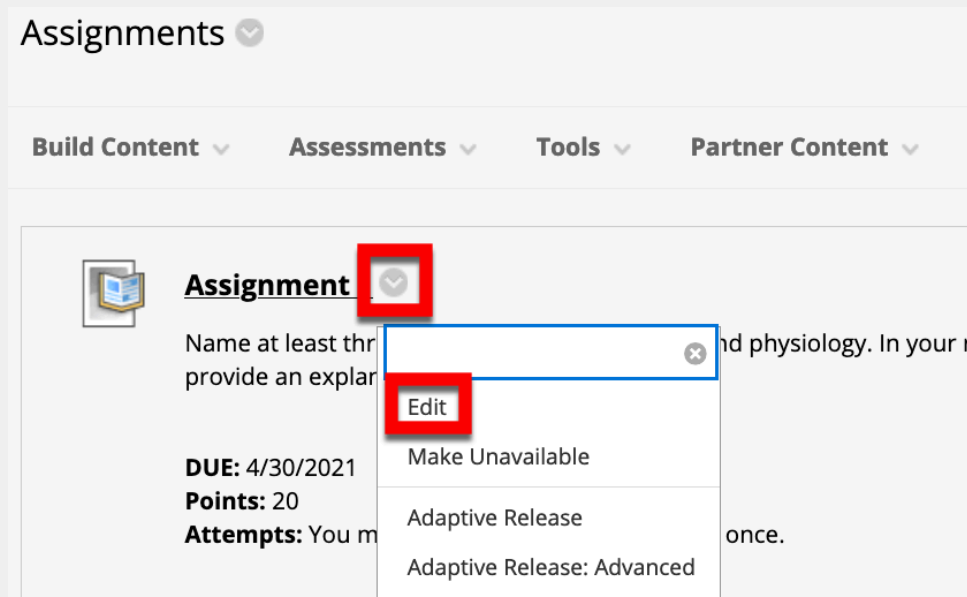 Assignments
Build Content Assessments Tools Partner Content
Assignment
Name at least thr nd physiology. In your
provide an explan
Edit
Make Unavailable
DUE: 4/30/2021
Points: 20
Attempts: You m once.
Adaptive Release
Adaptive Release: Advanced